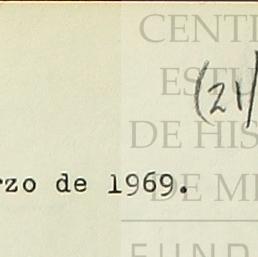 CENT
EST
(21/
DE HIS
rzo de 1969.
DE M
FUND